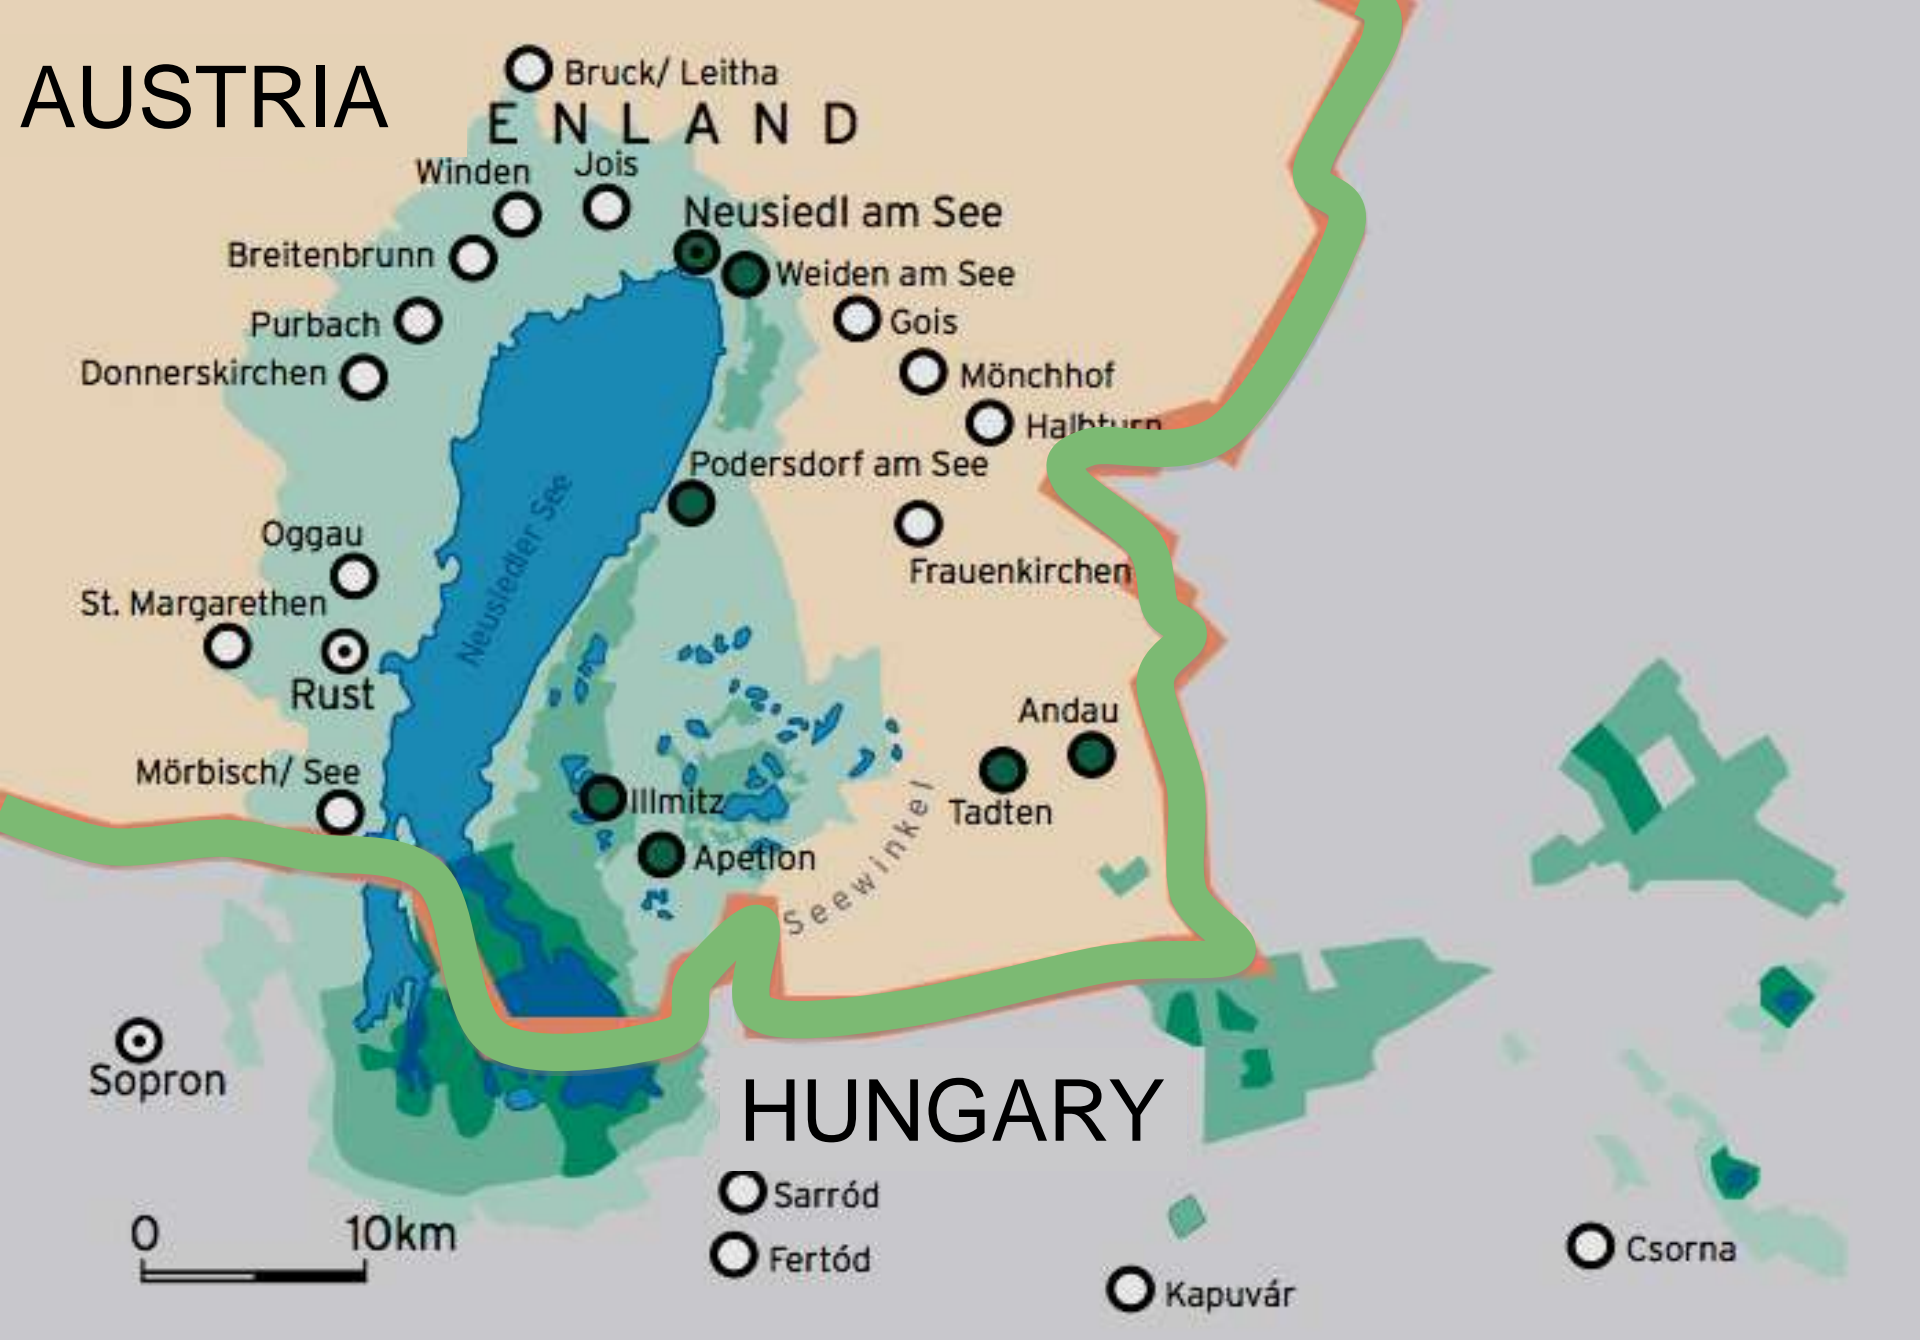 AUSTRIA
Bruck/ Leitha
ENLAND
Winden
Jois
Neusiedl am See
Breitenbrunn
Weiden am See
Purbach
Gois
Donnerskirchen
Mönchhof
Halbturn
Podersdorf am See
Neusiedler See
Oggau
Frauenkirchen
St. Margarethen
Rust
Andau
Mörbisch/ See
Illmitz
Tadten
Apetlon
Seewinkel
Sopron
HUNGARY
Sarród
0 10km
Fertód
Csorna
Kapuvár